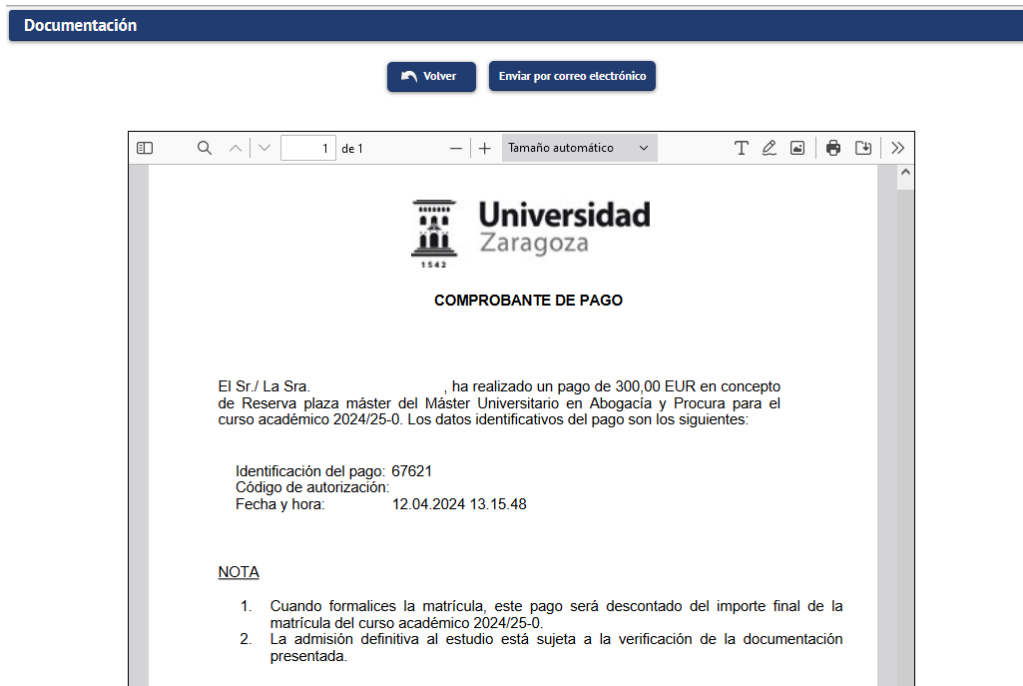 Documentación
Volver
Enviar por correo electrónico
1 de 1
Tamaño automático
Universidad
Zaragoza
1542
COMPROBANTE DE PAGO
El Sr./ La Sra. , ha realizado un pago de 300,00 EUR en concepto
de Reserva plaza máster del Máster Universitario en Abogacía y Procura para el
curso académico 2024/25-0. Los datos identificativos del pago son los siguientes:
Identificación del pago: 67621
Código de autorización:
Fecha y hora: 12.04.2024 13.15.48
NOTA
1. Cuando formalices la matrícula, este pago será descontado del importe final de la
matrícula del curso académico 2024/25-0.
2. La admisión definitiva al estudio está sujeta a la verificación de la documentación
presentada.